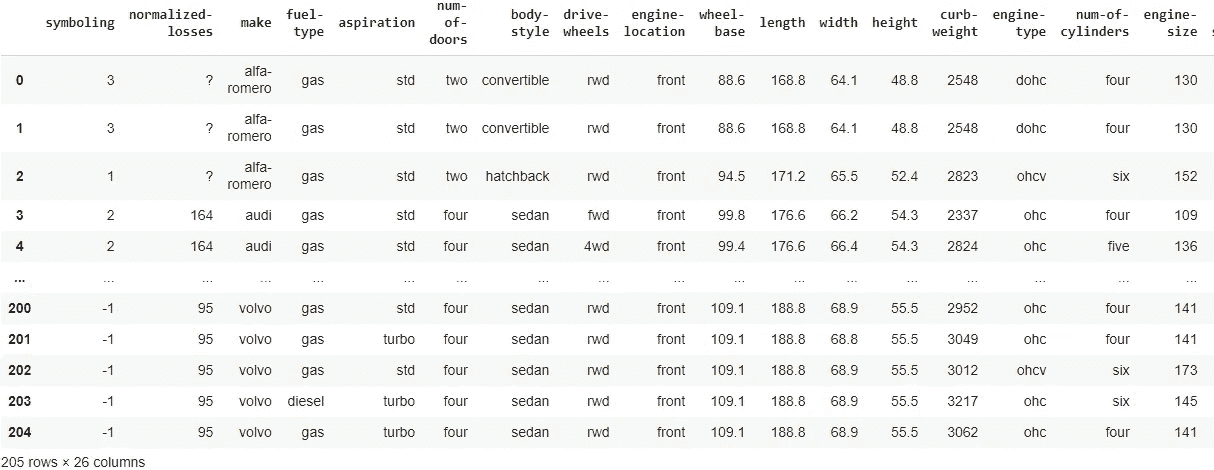 symboling normalized-losses make fuel-type aspiration num-of-doors body-style drive-wheels engine-location wheel-base length width height curb-weight engine-type num-of-cylinders engine-size
0 3 ? alfa-romero gas std two convertible rwd front 88.6 168.8 64.1 48.8 2548 dohc four 130
1 3 ? alfa-romero gas std two convertible rwd front 88.6 168.8 64.1 48.8 2548 dohc four 130
2 1 ? alfa-romero gas std two hatchback rwd front 94.5 171.2 65.5 52.4 2823 ohcv six 152
3 2 164 audi gas std four sedan fwd front 99.8 176.6 66.2 54.3 2337 ohc four 109
4 2 164 audi gas std four sedan 4wd front 99.4 176.6 66.4 54.3 2824 ohc five 136
... ... ... ... ... ... ... ... ... ... ... ... ... ... ... ... ... ...
200 -1 95 volvo gas std four sedan rwd front 109.1 188.8 68.9 55.5 2952 ohc four 141
201 -1 95 volvo gas turbo four sedan rwd front 109.1 188.8 68.8 55.5 3049 ohc four 141
202 -1 95 volvo gas std four sedan rwd front 109.1 188.8 68.9 55.5 3012 ohcv six 173
203 -1 95 volvo diesel turbo four sedan rwd front 109.1 188.8 68.9 55.5 3217 ohc six 145
204 -1 95 volvo gas turbo four sedan rwd front 109.1 188.8 68.9 55.5 3062 ohc four 141
205 rows × 26 columns